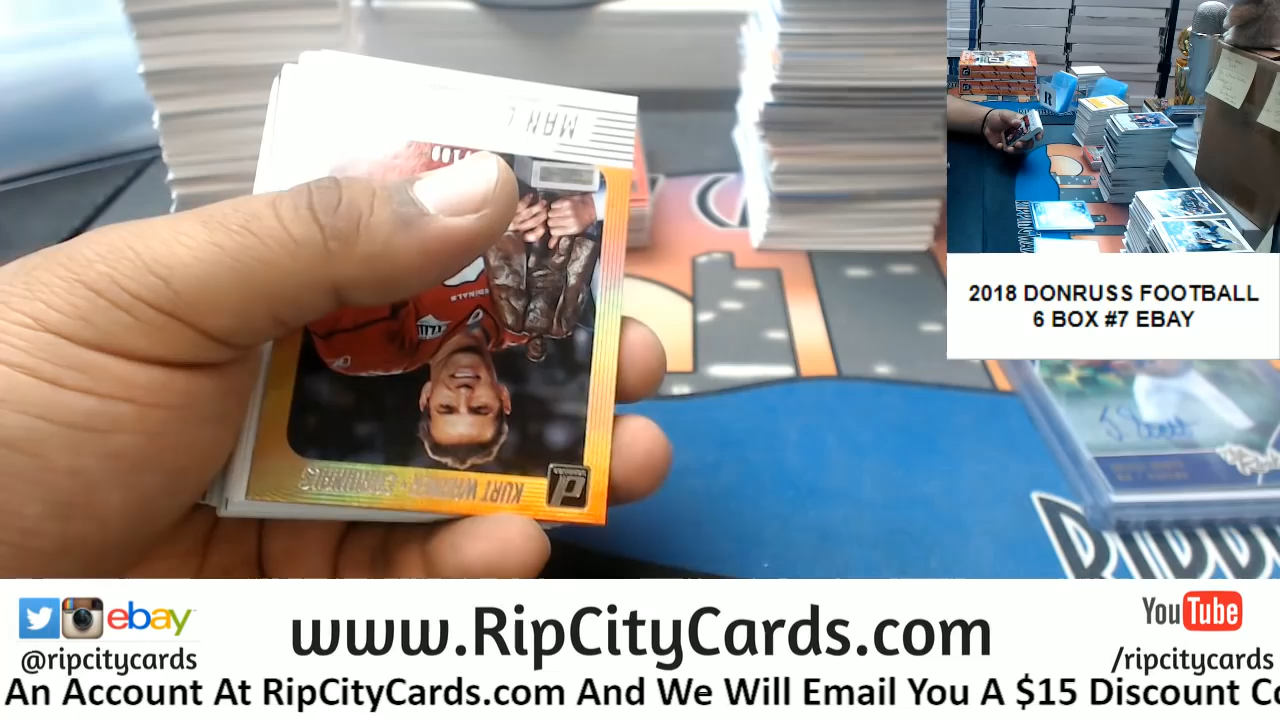 MAN
KURT WARNER - CARDINALS
2018 DONRUSS FOOTBALL
6 BOX #7 EBAY
ebay
@ripcitycards
www.RipCityCards.com
YouTube
/ripcitycards
An Account At RipCityCards.com And We Will Email You A $15 Discount